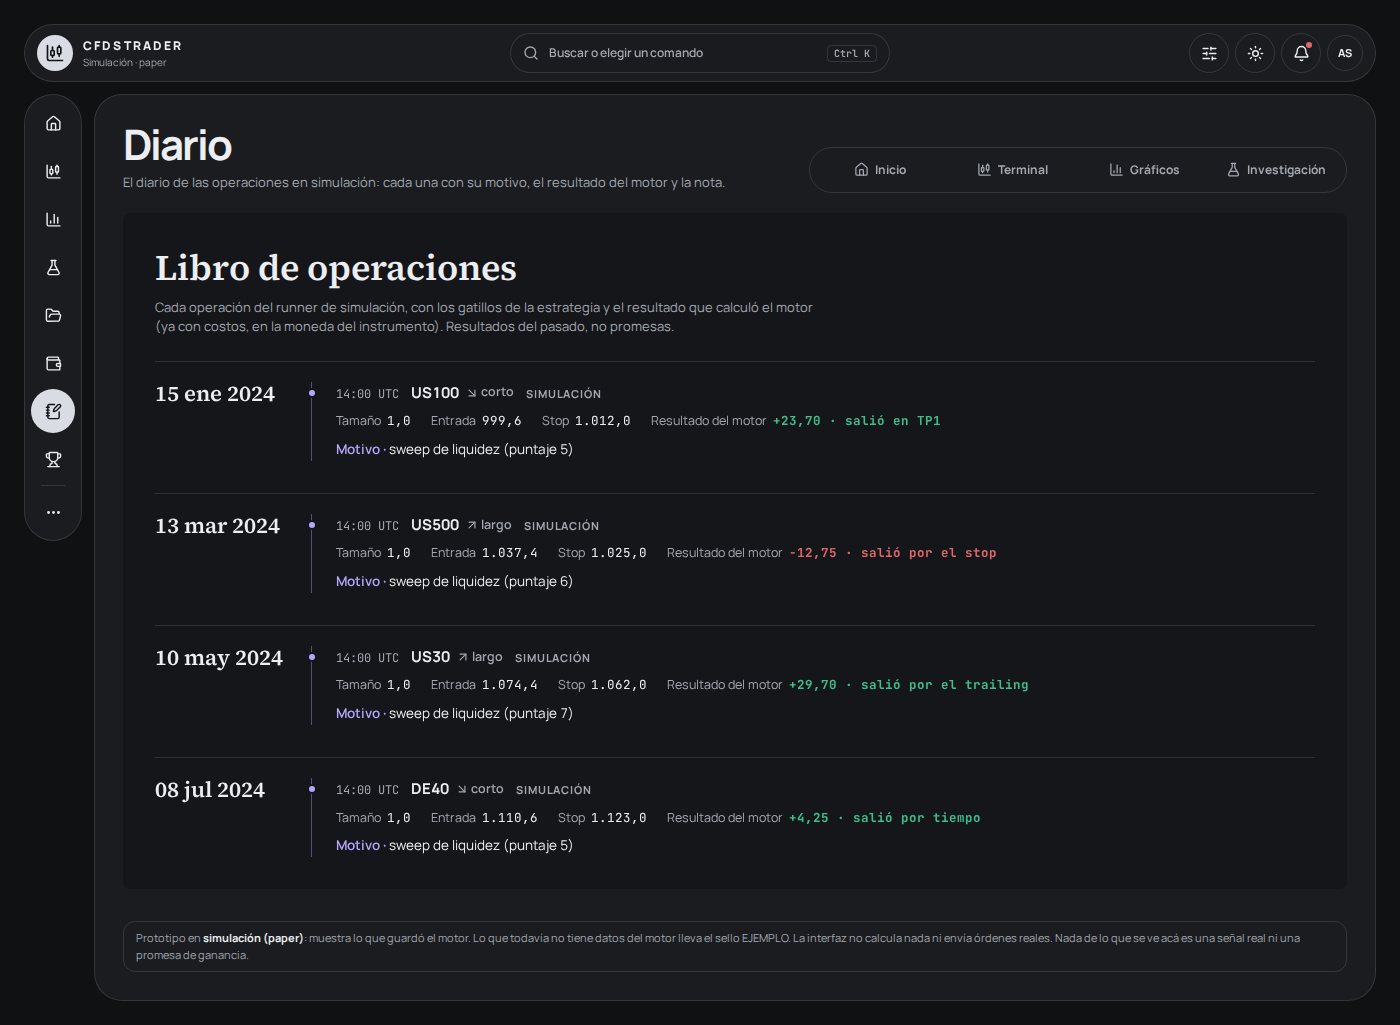 CFDSTRADER
Simulación · paper
Buscar o elegir un comando
Ctrl K
AS
Diario
El diario de las operaciones en simulación: cada una con su motivo, el resultado del motor y la nota.
Inicio
Terminal
Gráficos
Investigación
Libro de operaciones
Cada operación del runner de simulación, con los gatillos de la estrategia y el resultado que calculó el motor
(ya con costos, en la moneda del instrumento). Resultados del pasado, no promesas.
15 ene 2024
14:00 UTC US100 ↘ corto SIMULACIÓN
Tamaño 1,0 Entrada 999,6 Stop 1.012,0 Resultado del motor +23,70 · salió en TP1
Motivo · sweep de liquidez (puntaje 5)
13 mar 2024
14:00 UTC US500 ↗ largo SIMULACIÓN
Tamaño 1,0 Entrada 1.037,4 Stop 1.025,0 Resultado del motor -12,75 · salió por el stop
Motivo · sweep de liquidez (puntaje 6)
10 may 2024
14:00 UTC US30 ↗ largo SIMULACIÓN
Tamaño 1,0 Entrada 1.074,4 Stop 1.062,0 Resultado del motor +29,70 · salió por el trailing
Motivo · sweep de liquidez (puntaje 7)
08 jul 2024
14:00 UTC DE40 ↘ corto SIMULACIÓN
Tamaño 1,0 Entrada 1.110,6 Stop 1.123,0 Resultado del motor +4,25 · salió por tiempo
Motivo · sweep de liquidez (puntaje 5)
Prototipo en simulación (paper): muestra lo que guardó el motor. Lo que todavía no tiene datos del motor lleva el sello EJEMPLO. La interfaz no calcula nada ni envía órdenes reales. Nada de lo que se ve acá es una señal real ni una
promesa de ganancia.